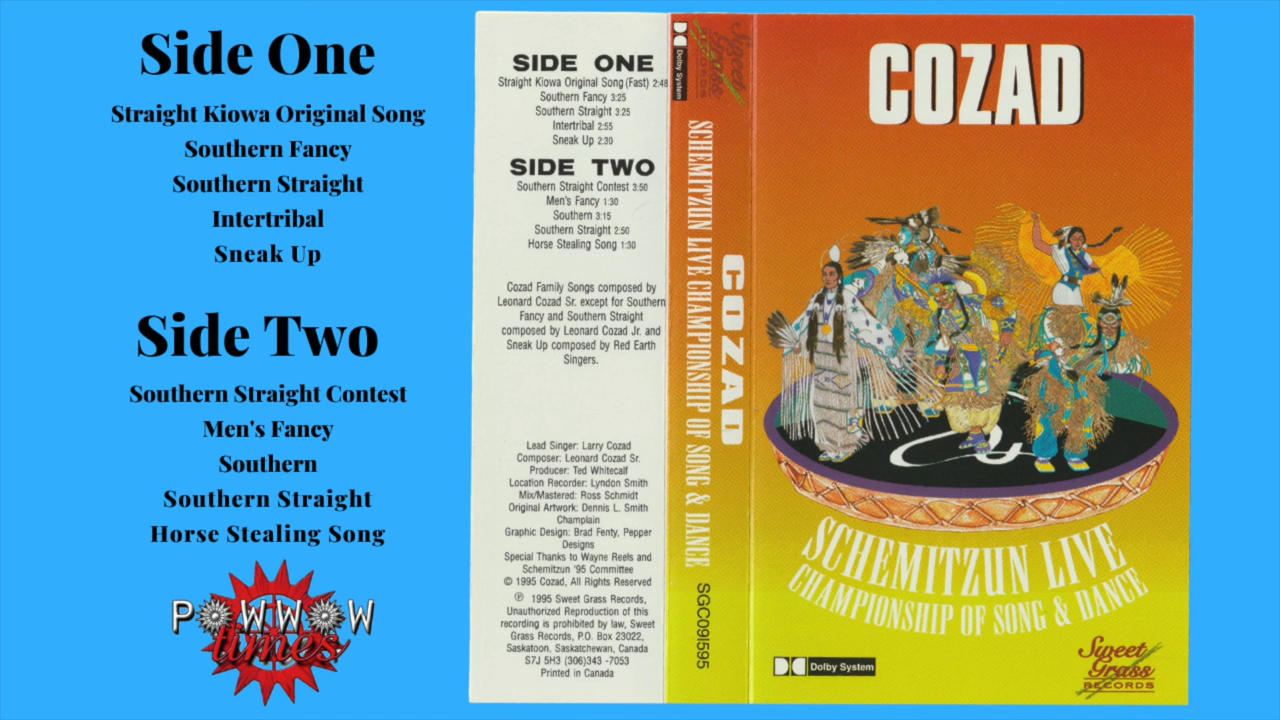 Side One
Straight Kiowa Original Song
Southern Fancy
Southern Straight
Intertribal
Sneak Up
Side Two
Southern Straight Contest
Men's Fancy
Southern
Southern Straight
Horse Stealing Song
POWWOW
times
SIDE ONE
Straight Kiowa Original Song (Fast) 2:48
Southern Fancy 3:25
Southern Straight 3:25
Intertribal 2:55
Sneak Up 2:30
SIDE TWO
Southern Straight Contest 3:50
Men's Fancy 1:30
Southern 3:15
Southern Straight 2:50
Horse Stealing Song 1:30
Cozad Family Songs composed by
Leonard Cozad Sr. except for Southern
Fancy and Southern Straight
composed by Leonard Cozad Jr. and
Sneak Up composed by Red Earth
Singers.
Lead Singer: Larry Cozad
Composer: Leonard Cozad Sr.
Producer: Ted Whitecalf
Location Recorder: Lyndon Smith
Mix/Mastered: Ross Schmidt
Original Artwork: Dennis L. Smith
Champlain
Graphic Design: Brad Fenty, Pepper
Designs
Special Thanks to Wayne Reels and
Schemitzun '95 Committee
© 1995 Cozad, All Rights Reserved
℗ 1995 Sweet Grass Records,
Unauthorized Reproduction of this
recording is prohibited by law, Sweet
Grass Records, P.O. Box 23022,
Saskatoon, Saskatchewan, Canada
S7J 5H3 (306)343 -7053
Printed in Canada
Dolby System
Sweet
Grass
RECORDS
SCHEMITZUN LIVE CHAMPIONSHIP OF SONG & DANCE
COZAD
SGC091595
COZAD
SCHEMITZUN LIVE
CHAMPIONSHIP OF SONG & DANCE
Dolby System
Sweet
Grass
RECORDS